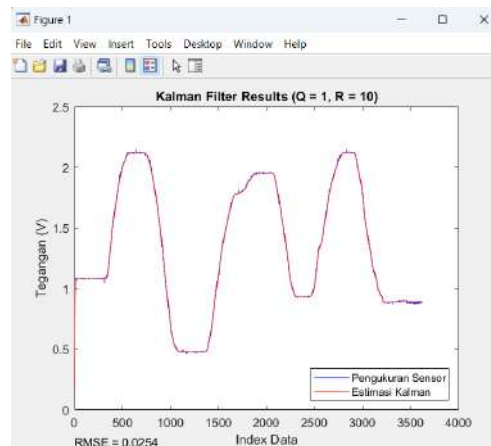 Figure 1
File Edit View Insert Tools Desktop Window Help
Kalman Filter Results (Q = 1, R = 10)
2.5
2
1.5
1
0.5
0
Tegangan (V)
0 500 1000 1500 2000 2500 3000 3500 4000
Pengukuran Sensor
Estimasi Kalman
Index Data
RMSE = 0.0254